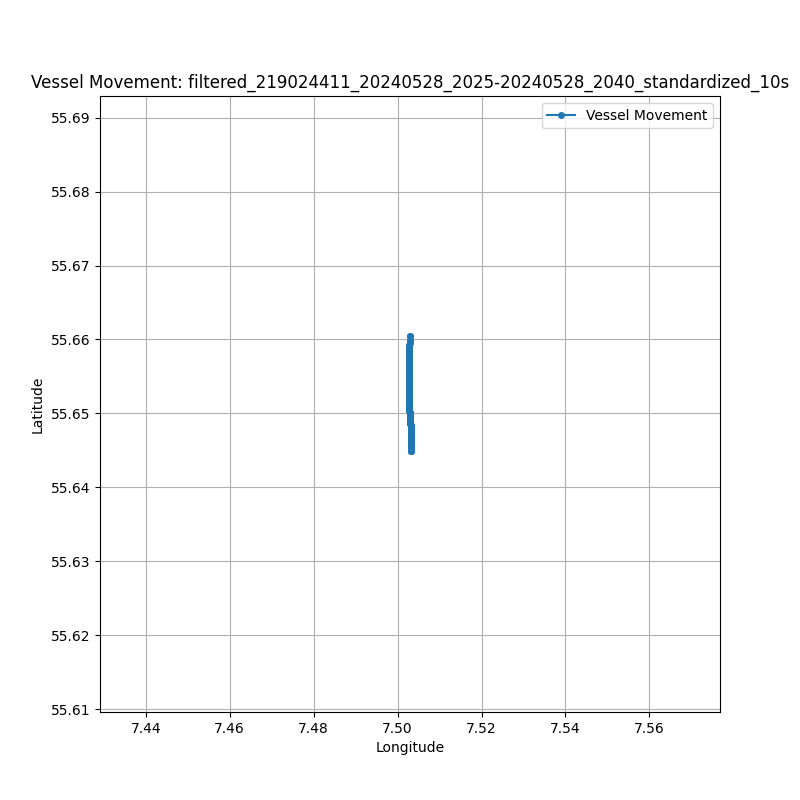 Vessel Movement: filtered_219024411_20240528_2025-20240528_2040_standardized_10s
Vessel Movement
55.69
55.68
55.67
55.66
55.65
55.64
55.63
55.62
55.61
Latitude
7.44 7.46 7.48 7.50 7.52 7.54 7.56
Longitude